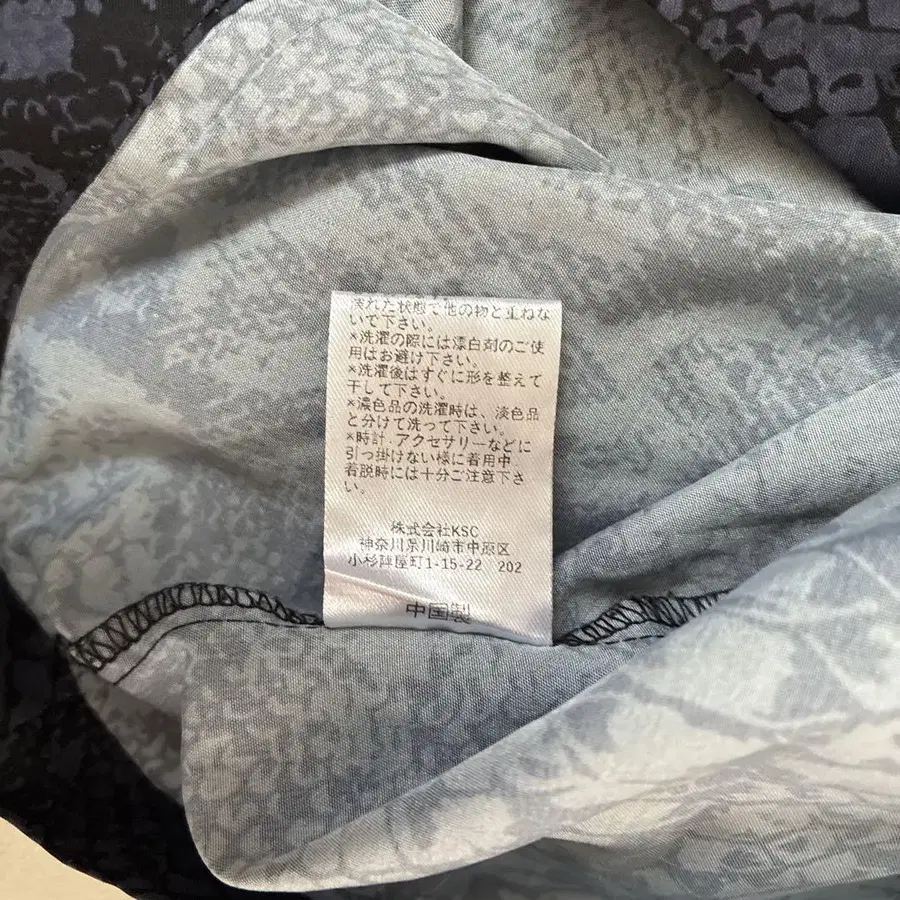 濡れた状態で他の物と重ねな
いで下さい。
※洗濯の際には漂白剤のご使
用はお避け下さい。
※洗濯後はすぐに形を整えて
干して下さい。
※濃色品の洗濯時は、淡色品
と分けて洗って下さい。
※時計.アクセサリーなどに
引っ掛けない様に着用中
着脱時には十分ご注意下さ
い。
株式会社KSC
神奈川県川崎市中原区
小杉陣屋町1-15-22 202
中国製